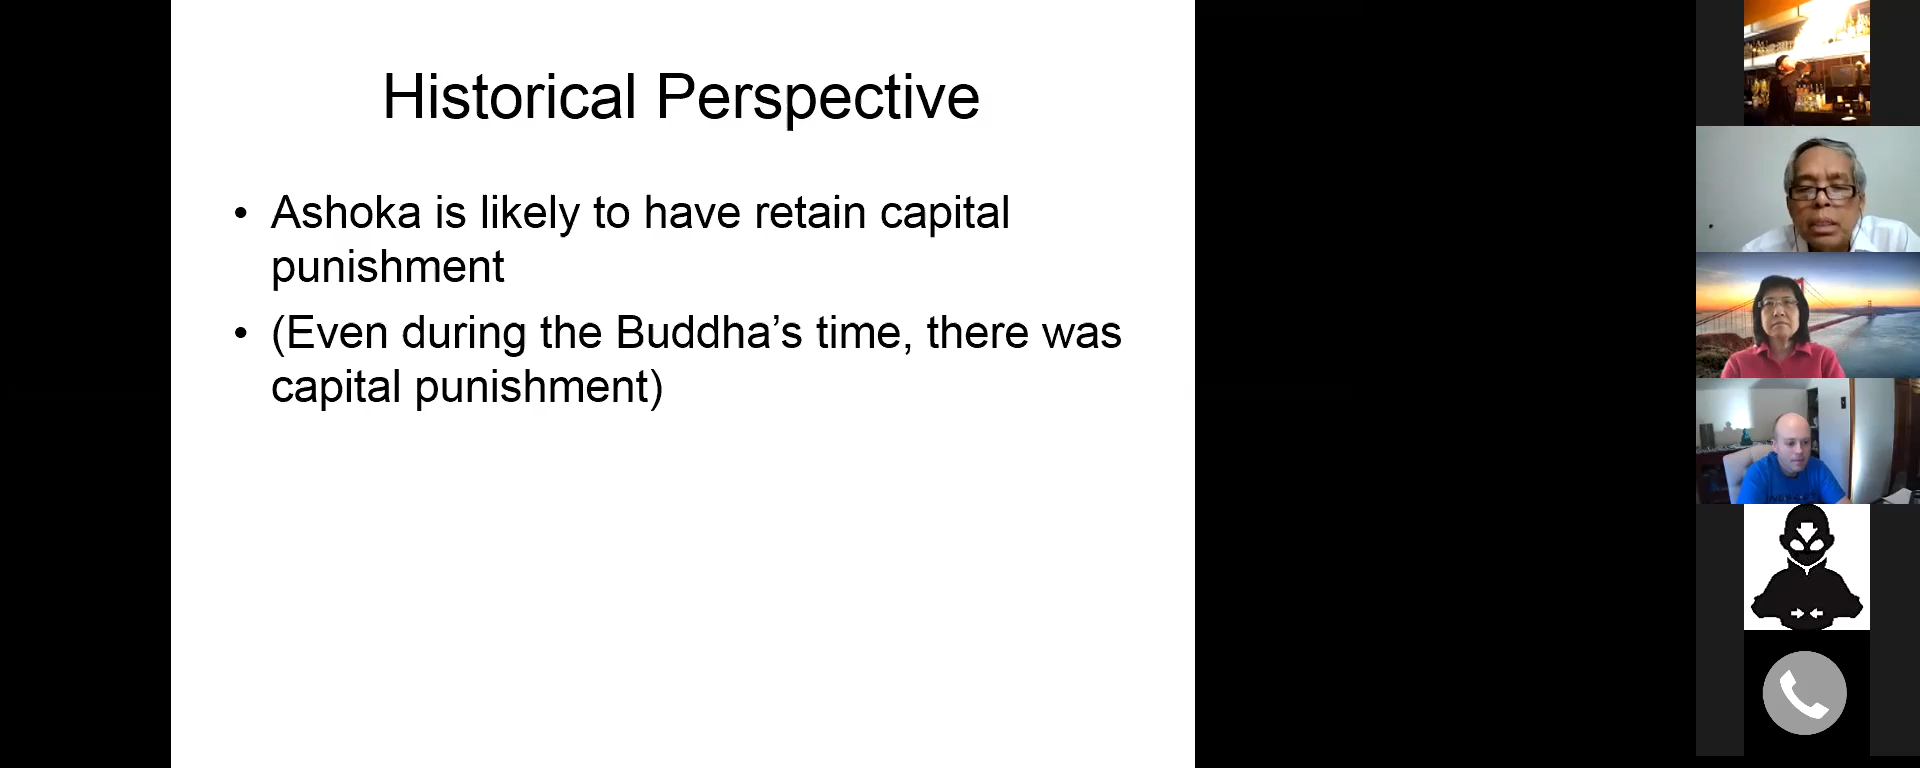 Historical Perspective
• Ashoka is likely to have retain capital
punishment
• (Even during the Buddha’s time, there was
capital punishment)